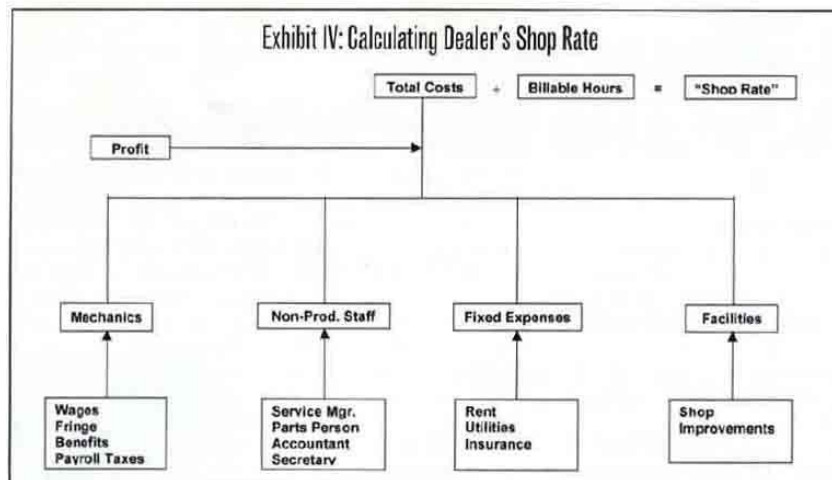 Exhibit IV: Calculating Dealer's Shop Rate
Total Costs ÷ Billable Hours = "Shop Rate"
Profit
Mechanics
Non-Prod. Staff
Fixed Expenses
Facilities
Wages
Fringe
Benefits
Payroll Taxes
Service Mgr.
Parts Person
Accountant
Secretary
Rent
Utilities
Insurance
Shop
Improvements